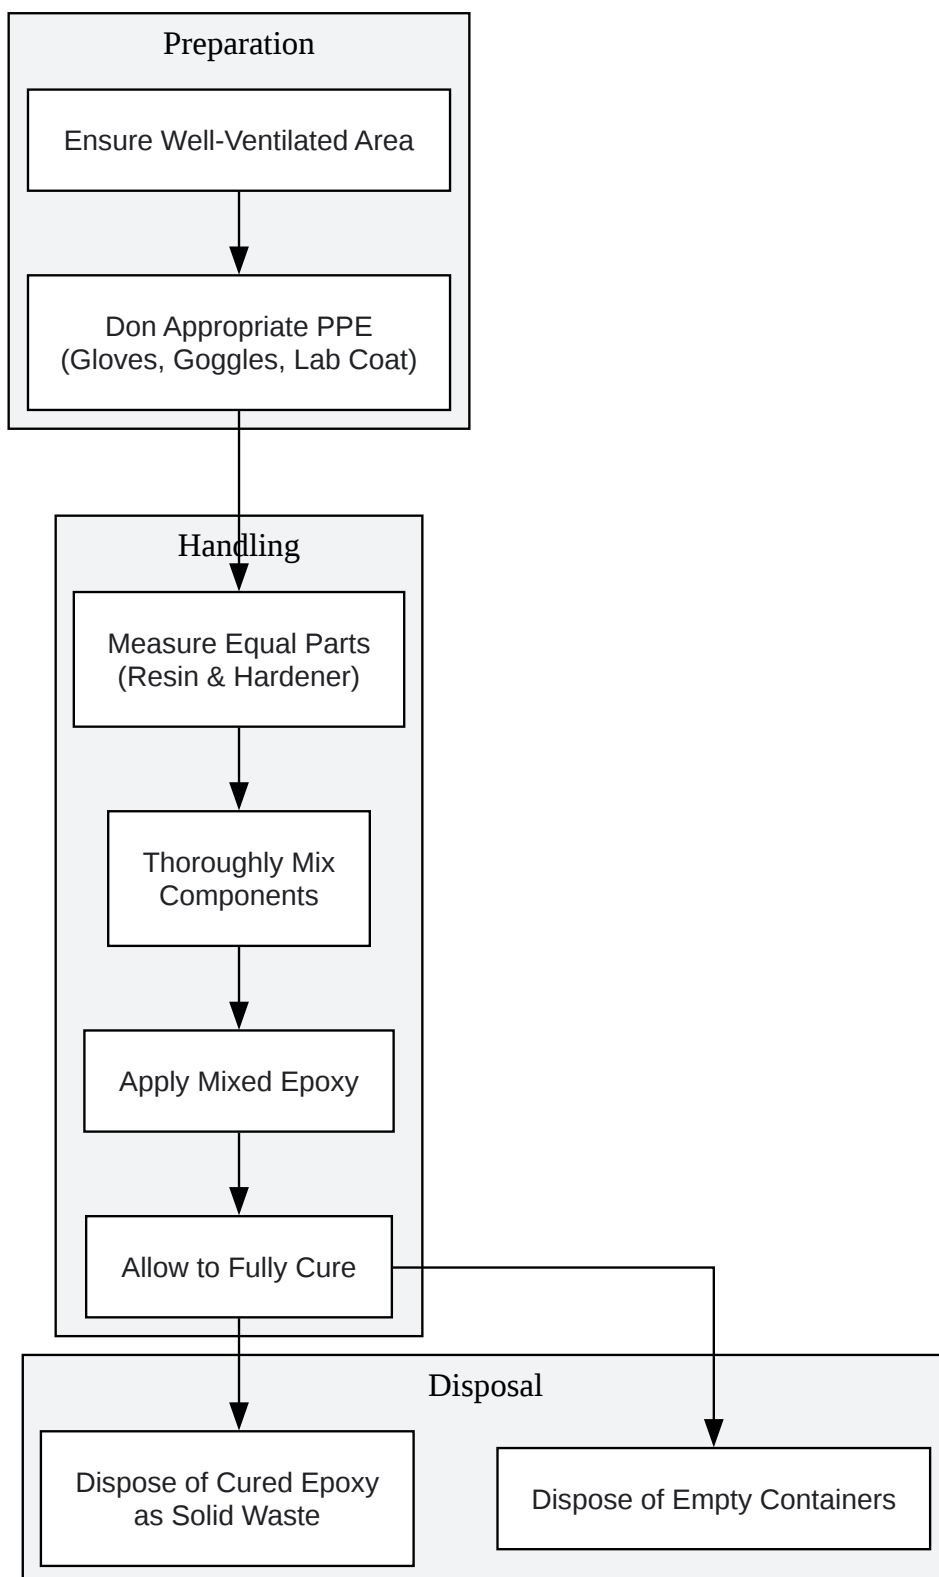 Preparation
Ensure Well-Ventilated Area
Don Appropriate PPE
(Gloves, Goggles, Lab Coat)
Handling
Measure Equal Parts
(Resin & Hardener)
Thoroughly Mix
Components
Apply Mixed Epoxy
Allow to Fully Cure
Disposal
Dispose of Cured Epoxy
as Solid Waste
Dispose of Empty Containers